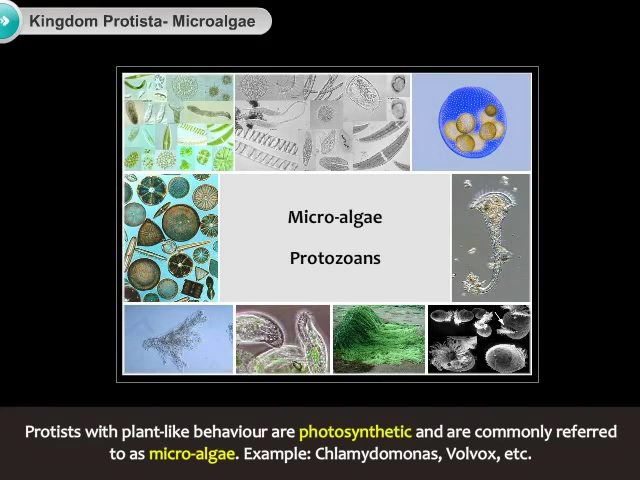 Kingdom Protista- Microalgae
Micro-algae
Protozoans
Protists with plant-like behaviour are photosynthetic and are commonly referred
to as micro-algae. Example: Chlamydomonas, Volvox, etc.